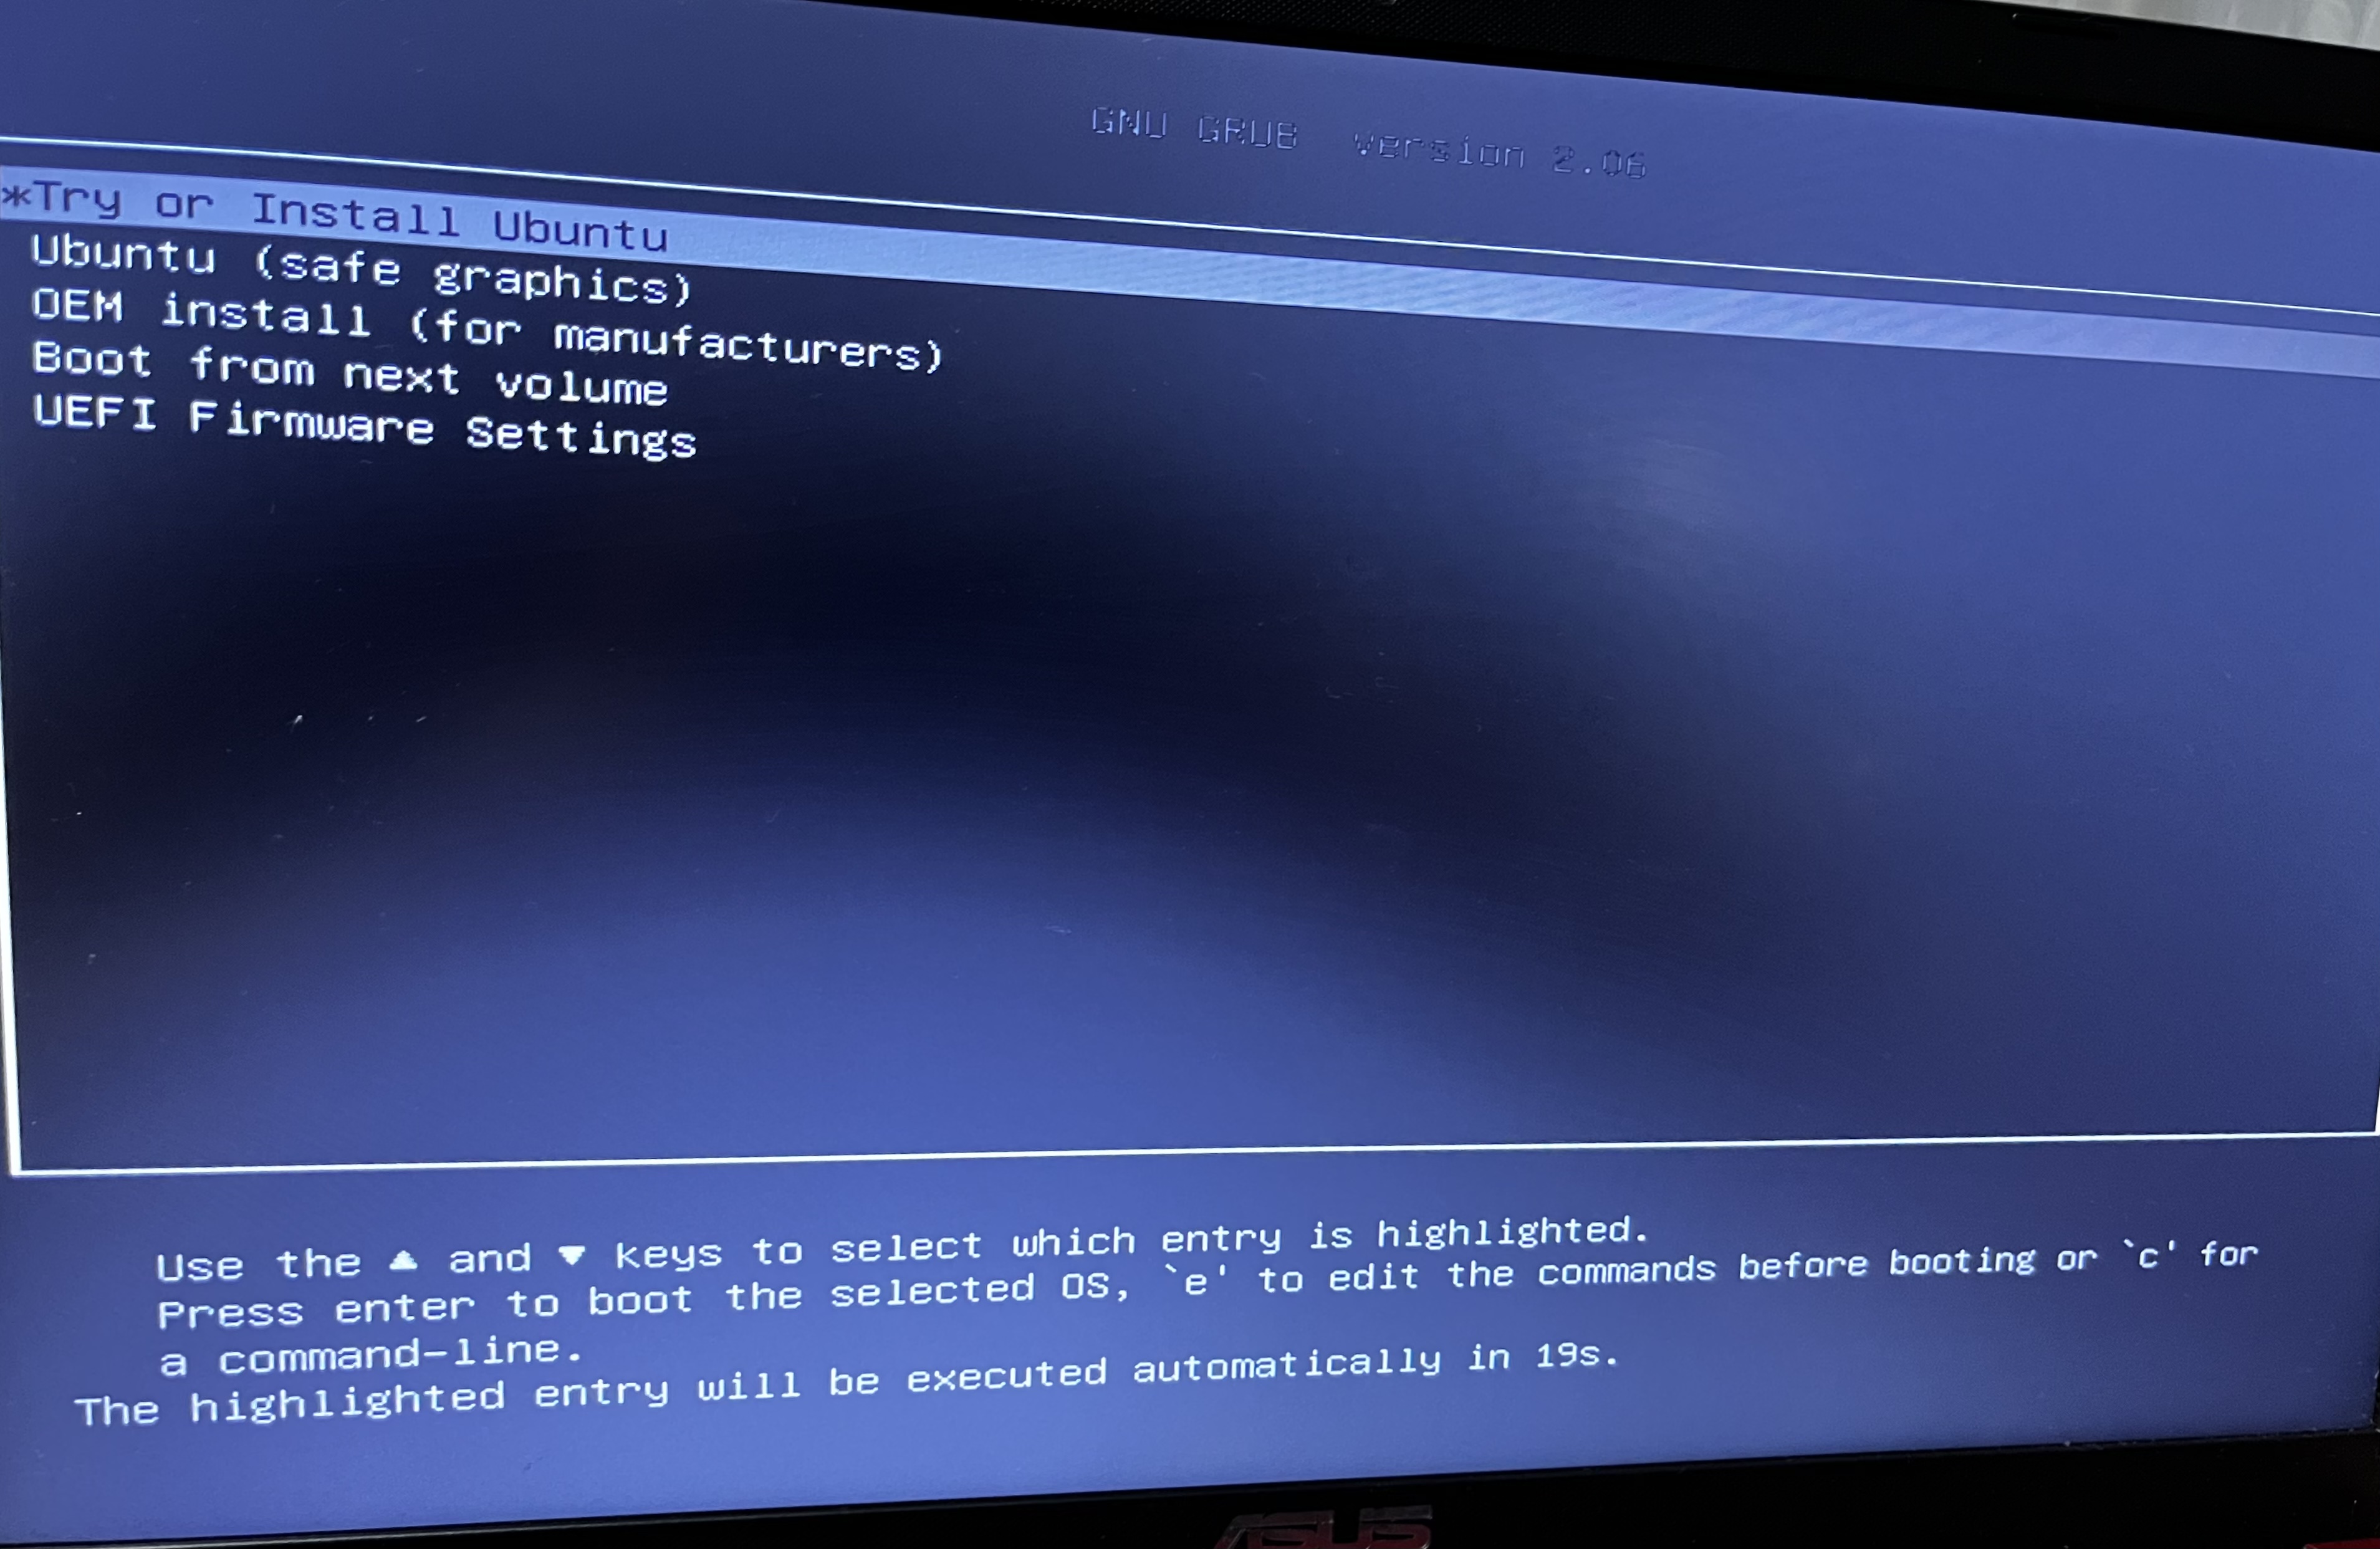 GNU GRUB version 2.06
*Try or Install Ubuntu
Ubuntu (safe graphics)
OEM install (for manufacturers)
Boot from next volume
UEFI Firmware Settings
Use the ▲ and ▼ keys to select which entry is highlighted.
Press enter to boot the selected OS, `e' to edit the commands before booting or `c' for
a command-line.
The highlighted entry will be executed automatically in 19s.
ASUS